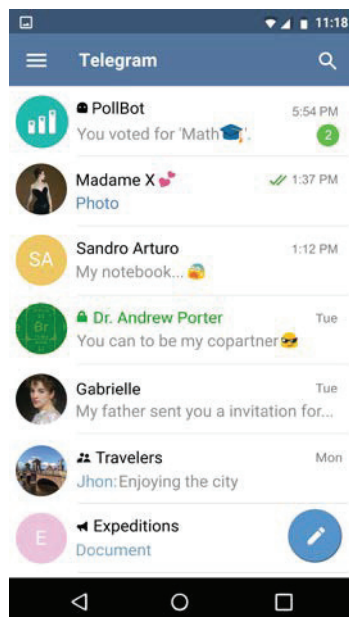 11:18
Telegram
PollBot 5:54 PM
You voted for 'Math🎓'. 2
Madame X💕 1:37 PM
Photo
SA Sandro Arturo 1:12 PM
My notebook... 😨
Br Dr. Andrew Porter Tue
You can to be my copartner😎
Gabrielle Tue
My father sent you a invitation for...
Travelers Mon
Jhon: Enjoying the city
E Expeditions
Document